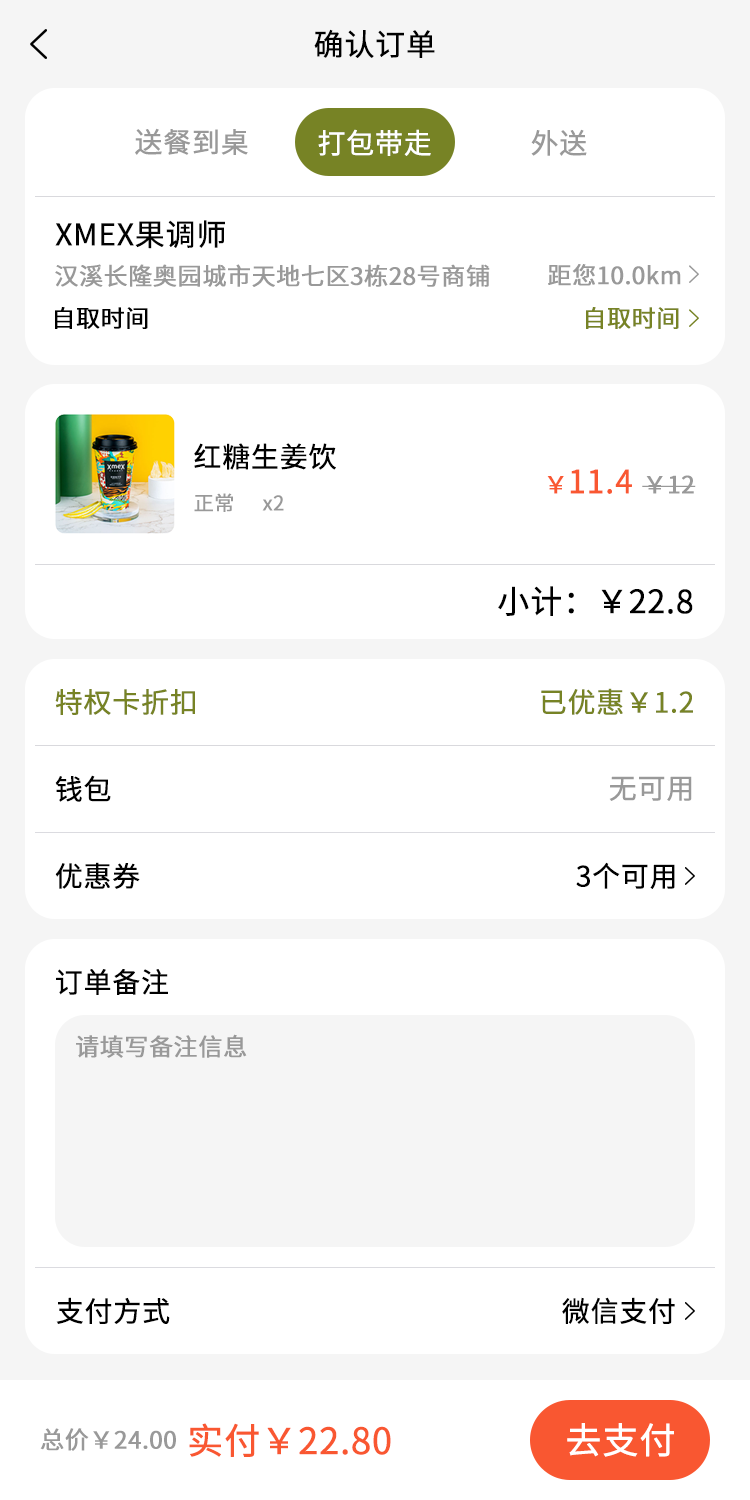 确认订单
送餐到桌 打包带走 外送
XMEX果调师
汉溪长隆奥园城市天地七区3栋28号商铺 距您10.0km
自取时间 自取时间
xmex
红糖生姜饮
¥11.4 ¥12
正常 x2
小计：¥22.8
特权卡折扣 已优惠¥1.2
钱包 无可用
优惠券 3个可用
订单备注
请填写备注信息
支付方式 微信支付
总价¥24.00 实付¥22.80 去支付